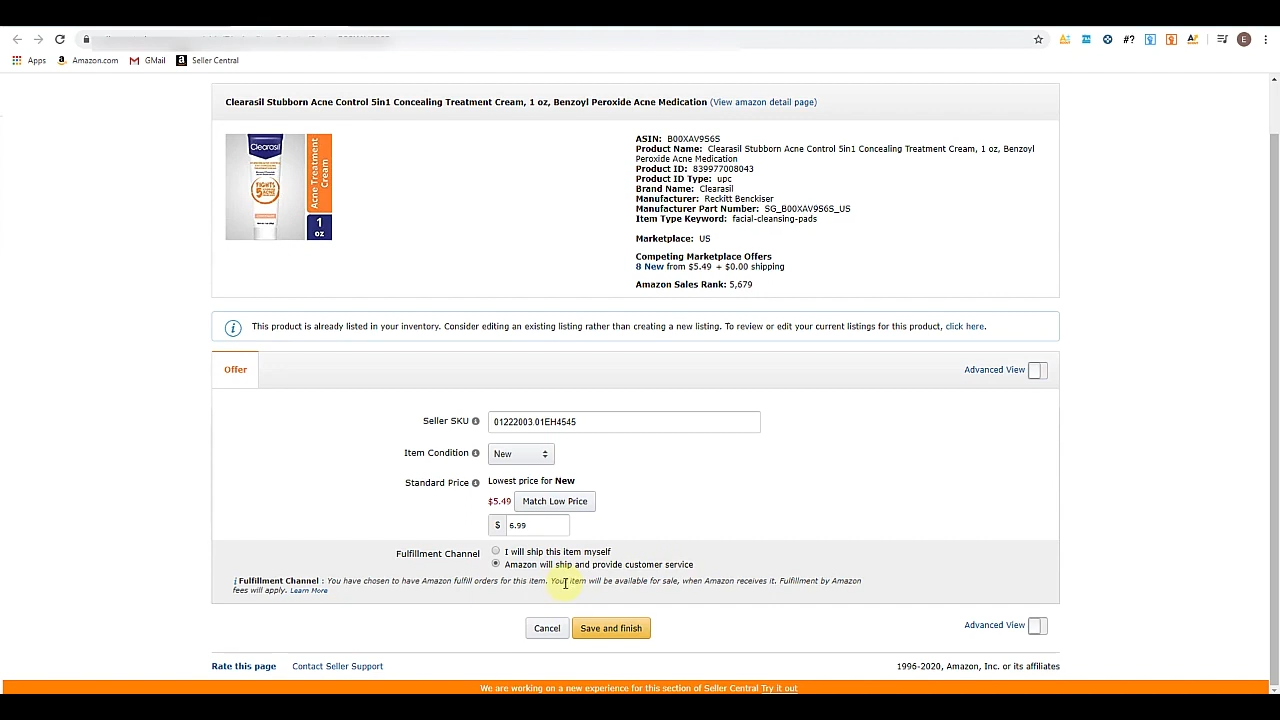 Apps Amazon.com GMail Seller Central
#? E
Clearasil Stubborn Acne Control 5in1 Concealing Treatment Cream, 1 oz, Benzoyl Peroxide Acne Medication (View amazon detail page)
Clearasil
FIGHTS
5
Acne Treatment
Cream
1
oz
ASIN: B00XAV9S6S
Product Name: Clearasil Stubborn Acne Control 5in1 Concealing Treatment Cream, 1 oz, Benzoyl
Peroxide Acne Medication
Product ID: 839977008043
Product ID Type: upc
Brand Name: Clearasil
Manufacturer: Reckitt Benckiser
Manufacturer Part Number: SG_B00XAV9S6S_US
Item Type Keyword: facial-cleansing-pads
Marketplace: US
Competing Marketplace Offers
8 New from $5.49 + $0.00 shipping
Amazon Sales Rank: 5,679
This product is already listed in your inventory. Consider editing an existing listing rather than creating a new listing. To review or edit your current listings for this product, click here.
Offer
Advanced View
Seller SKU 01222003.01EH4545
Item Condition New
Standard Price Lowest price for New
$5.49 Match Low Price
$ 6.99
Fulfillment Channel I will ship this item myself
Amazon will ship and provide customer service
Fulfillment Channel : You have chosen to have Amazon fulfill orders for this item. Your item will be available for sale, when Amazon receives it. Fulfillment by Amazon
fees will apply. Learn More
Cancel Save and finish Advanced View
Rate this page Contact Seller Support 1996-2020, Amazon, Inc. or its affiliates
We are working on a new experience for this section of Seller Central Try it out